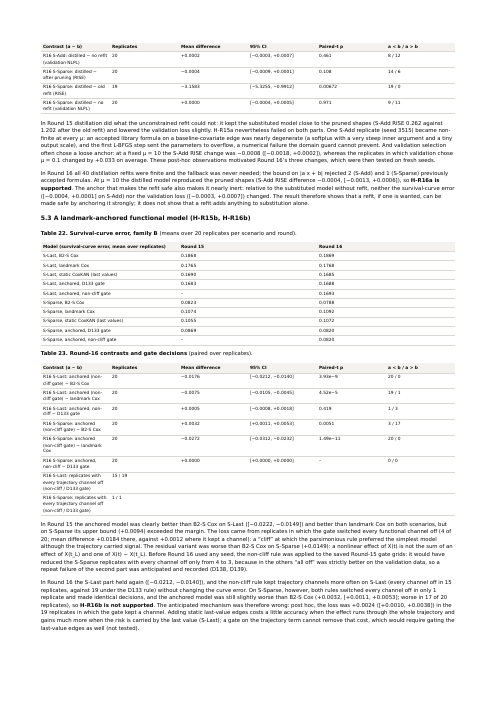 Contrast (a − b) Replicates Mean difference 95% CI Paired-t p a < b / a > b
R16 S-Add: distilled − no refit (validation NLPL) 20 +0.0002 [−0.0003, +0.0007] 0.461 8 / 12
R16 S-Sparse: distilled − after pruning (RISE) 20 −0.0004 [−0.0009, +0.0001] 0.108 14 / 6
R16 S-Sparse: distilled − old refit (RISE) 19 −3.1583 [−5.3255, −0.9912] 0.00672 19 / 0
R16 S-Sparse: distilled − no refit (validation NLPL) 20 +0.0000 [−0.0004, +0.0005] 0.971 9 / 11
In Round 15 distillation did what the unconstrained refit could not: it kept the substituted model close to the pruned shapes (S-Add RISE 0.262 against
1.202 after the old refit) and lowered the validation loss slightly. H-R15a nevertheless failed on both parts. One S-Add replicate (seed 3515) became non-
finite at every μ: an accepted library formula on a baseline-covariate edge was nearly degenerate (a softplus with a very steep inner argument and a tiny
output scale), and the first L-BFGS step sent the parameters to overflow, a numerical failure the domain guard cannot prevent. And validation
selection often chose a loose anchor: at a fixed μ = 10 the S-Add RISE change was −0.0008 ([−0.0018, +0.0002]), whereas the replicates in which validation chose
μ = 0.1 changed by +0.033 on average. These post-hoc observations motivated Round 16's three changes, which were then tested on fresh seeds.
In Round 16 all 40 distillation refits were finite and the fallback was never needed; the bound on |a x + b| rejected 2 (S-Add) and 1 (S-Sparse) previously
accepted formulas. At μ = 10 the distilled model reproduced the pruned shapes (S-Add RISE difference −0.0004, [−0.0013, +0.0006]), so H-R16a is
supported. The anchor that makes the refit safe also makes it nearly inert: relative to the substituted model without refit, neither the survival-curve error
([−0.0004, +0.0001] on S-Add) nor the validation loss ([−0.0003, +0.0007]) changed. The result therefore shows that a refit, if one is wanted, can be
made safe by anchoring it strongly; it does not show that a refit adds anything to substitution alone.
5.3 A landmark-anchored functional model (H-R15b, H-R16b)
Table 22. Survival-curve error, family B (means over 20 replicates per scenario and round).
Model (survival-curve error, mean over replicates) Round 15 Round 16
S-Last, B2-S Cox 0.1868 0.1869
S-Last, landmark Cox 0.1765 0.1768
S-Last, static CoxKAN (last values) 0.1690 0.1685
S-Last, anchored, D133 gate 0.1683 0.1688
S-Last, anchored, non-cliff gate – 0.1693
S-Sparse, B2-S Cox 0.0823 0.0788
S-Sparse, landmark Cox 0.1074 0.1092
S-Sparse, static CoxKAN (last values) 0.1055 0.1072
S-Sparse, anchored, D133 gate 0.0869 0.0820
S-Sparse, anchored, non-cliff gate – 0.0820
Table 23. Round-16 contrasts and gate decisions (paired over replicates).
Contrast (a − b) Replicates Mean difference 95% CI Paired-t p a < b / a > b
R16 S-Last: anchored (non-cliff gate) − B2-S Cox 20 −0.0176 [−0.0212, −0.0140] 3.93e−9 20 / 0
R16 S-Last: anchored (non-cliff gate) − landmark Cox 20 −0.0075 [−0.0105, −0.0045] 4.52e−5 19 / 1
R16 S-Last: anchored, non-cliff − D133 gate 20 +0.0005 [−0.0008, +0.0018] 0.419 1 / 3
R16 S-Sparse: anchored (non-cliff gate) − B2-S Cox 20 +0.0032 [+0.0011, +0.0053] 0.0051 3 / 17
R16 S-Sparse: anchored (non-cliff gate) − landmark Cox 20 −0.0272 [−0.0312, −0.0232] 1.49e−11 20 / 0
R16 S-Sparse: anchored, non-cliff − D133 gate 20 +0.0000 [+0.0000, +0.0000] – 0 / 0
R16 S-Last: replicates with every trajectory channel off (non-cliff / D133 gate) 15 / 19
R16 S-Sparse: replicates with every trajectory channel off (non-cliff / D133 gate) 1 / 1
In Round 15 the anchored model was clearly better than B2-S on S-Last ([−0.0222, −0.0149]) and better than landmark Cox on both scenarios, but
on S-Sparse its upper bound (+0.0094) exceeded the margin. The loss came from replicates in which the gate switched every functional channel off (4 of
20; mean difference +0.0184 there, against +0.0012 where it kept a channel): a "cliff" at which the parsimonious rule preferred the simplest model
although the trajectory carried signal. The residual variant was worse than B2-S Cox on S-Sparse (+0.0149): a nonlinear effect of X(t) is not the sum of an
effect of X(t_L) and one of X(t) − X(t_L). Before Round 16 used any seed, the non-cliff rule was applied to the saved Round-15 gate grids; it would have
reduced the S-Sparse replicates with every channel off only from 4 to 3, because in the others "all off" was strictly better on the validation data, so a
repeat failure of the second part was anticipated and recorded (D138, D139).
In Round 16 the S-Last part held again ([−0.0212, −0.0140]), and the non-cliff rule kept trajectory channels more often on S-Last (every channel off in 15
replicates, against 19 under the D133 rule) without changing the curve error. On S-Sparse, however, both rules switched every channel off in only 1
replicate and made identical decisions, and the anchored model was still slightly worse than B2-S Cox (+0.0032, [+0.0011, +0.0053]; worse in 17 of 20
replicates), so H-R16b is not supported. The anticipated mechanism was therefore wrong: post hoc, the loss was +0.0024 ([+0.0010, +0.0038]) in the
19 replicates in which the gate kept a channel. Adding static last-value edges costs a little accuracy when the effect runs through the whole trajectory and
gains much more when the risk is carried by the last value (S-Last); a gate on the trajectory term cannot remove that cost, which would require gating the
last-value edges as well (not tested).